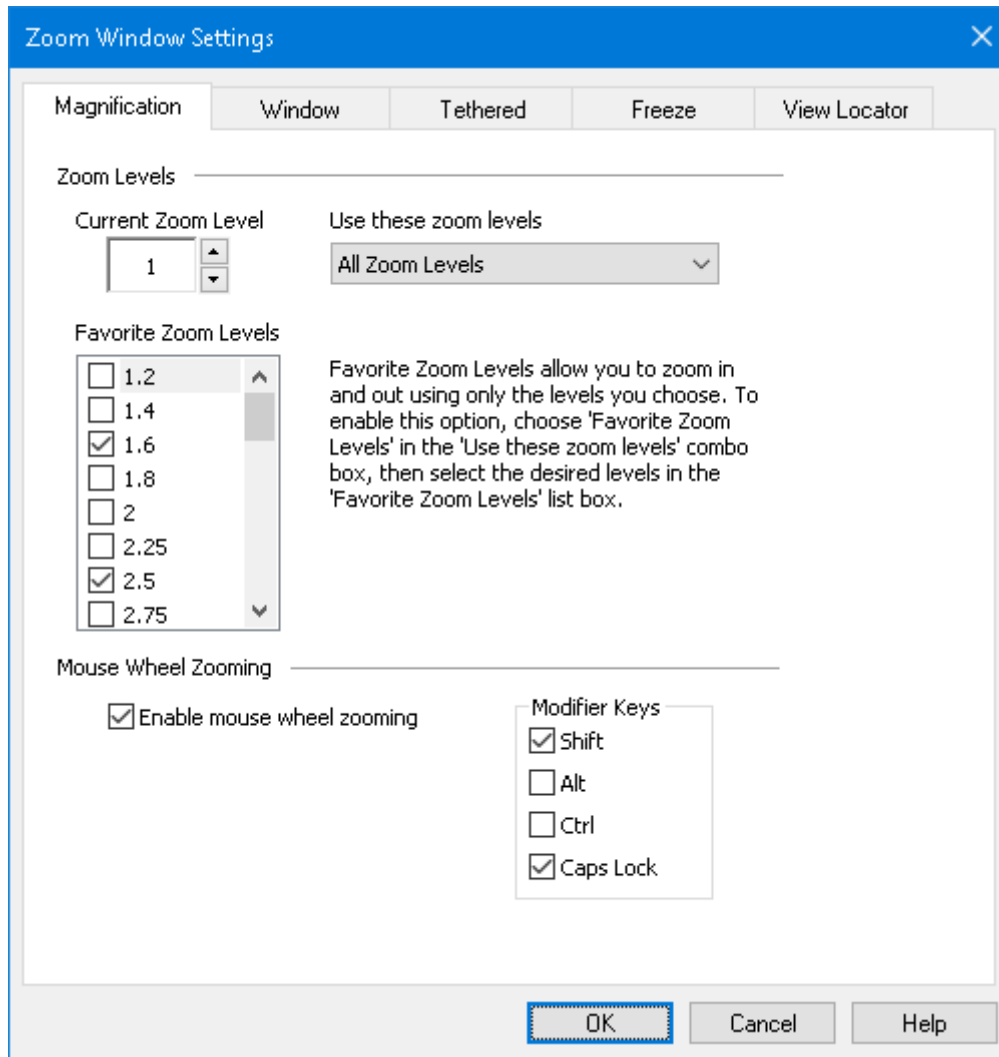 Zoom Window Settings
Magnification Window Tethered Freeze View Locator
Zoom Levels
Current Zoom Level Use these zoom levels
1 All Zoom Levels
Favorite Zoom Levels
1.2
1.4
1.6
1.8
2
2.25
2.5
2.75
Favorite Zoom Levels allow you to zoom in
and out using only the levels you choose. To
enable this option, choose 'Favorite Zoom
Levels' in the 'Use these zoom levels' combo
box, then select the desired levels in the
'Favorite Zoom Levels' list box.
Mouse Wheel Zooming
Enable mouse wheel zooming
Modifier Keys
Shift
Alt
Ctrl
Caps Lock
OK Cancel Help